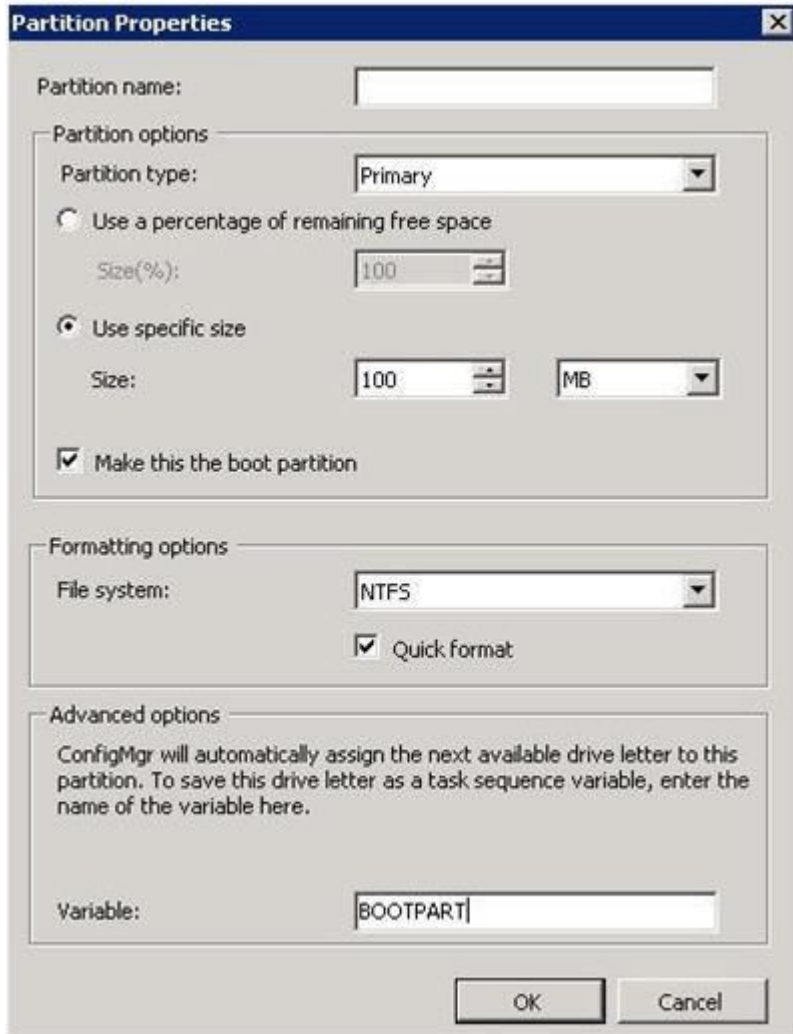 Partition Properties
Partition name:
Partition options
Partition type: Primary
Use a percentage of remaining free space
Size(%): 100
Use specific size
Size: 100 MB
Make this the boot partition
Formatting options
File system: NTFS
Quick format
Advanced options
ConfigMgr will automatically assign the next available drive letter to this
partition. To save this drive letter as a task sequence variable, enter the
name of the variable here.
Variable: BOOTPART
OK Cancel